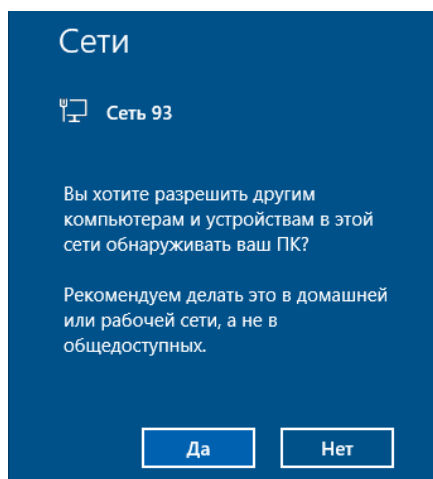 Сети
Сеть 93
Вы хотите разрешить другим
компьютерам и устройствам в этой
сети обнаруживать ваш ПК?
Рекомендуем делать это в домашней
или рабочей сети, а не в
общедоступных.
Да Нет